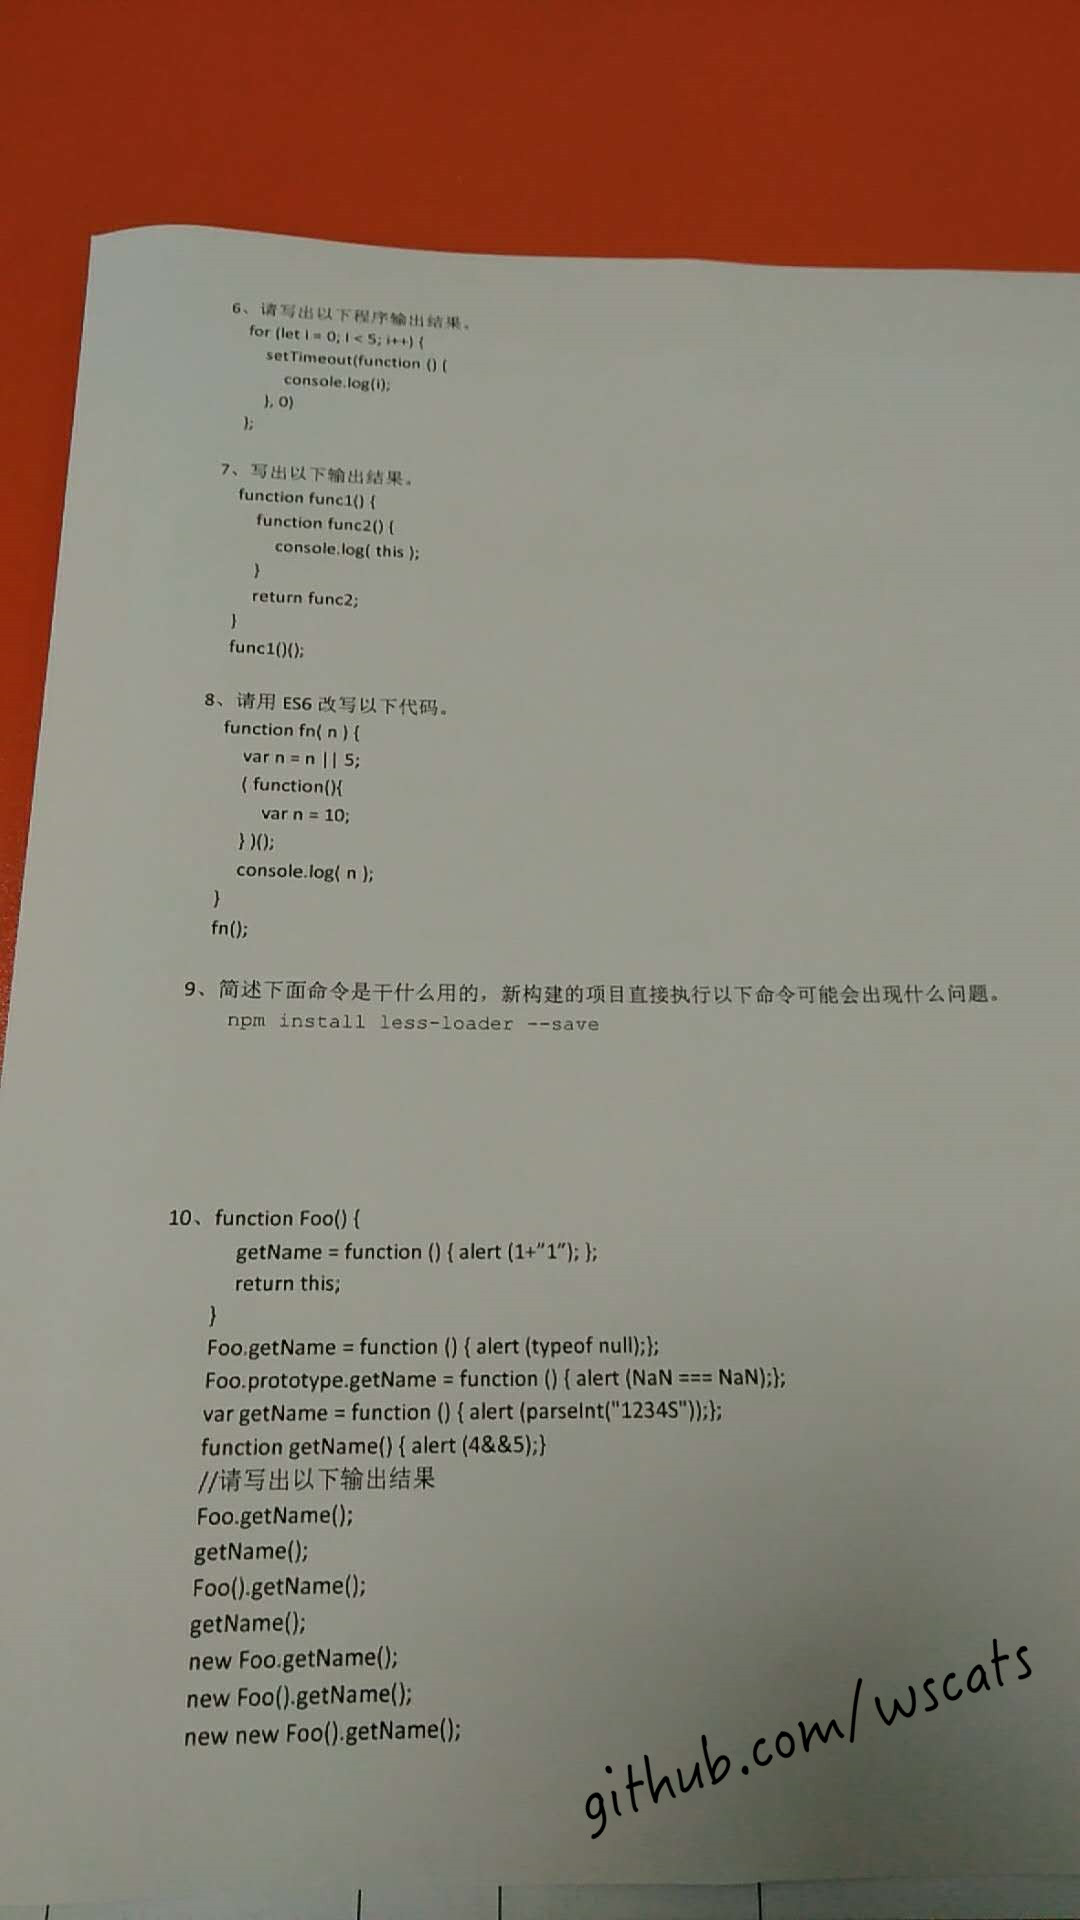 6、请写出以下程序输出结果。
for (let i = 0; i < 5; i++) {
setTimeout(function () {
console.log(i);
}, 0)
};
7、写出以下输出结果。
function func1() {
function func2() {
console.log( this );
}
return func2;
}
func1()();
8、请用 ES6 改写以下代码。
function fn( n ) {
var n = n || 5;
( function(){
var n = 10;
} )();
console.log( n );
}
fn();
9、简述下面命令是干什么用的，新构建的项目直接执行以下命令可能会出现什么问题。
npm install less-loader --save
10、function Foo() {
getName = function () { alert (1+"1"); };
return this;
}
Foo.getName = function () { alert (typeof null);};
Foo.prototype.getName = function () { alert (NaN === NaN);};
var getName = function () { alert (parseInt("1234S"));};
function getName() { alert (4&&5);}
//请写出以下输出结果
Foo.getName();
getName();
Foo().getName();
getName();
new Foo.getName();
new Foo().getName();
new new Foo().getName();
github.com/wscats